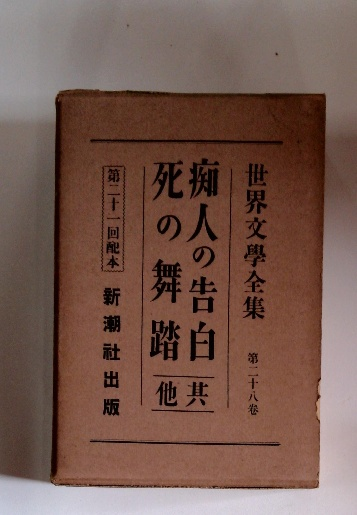 世界文學全集 第二十八卷
痴人の告白
死の舞踏
其他
第二十一回配本
新潮社出版